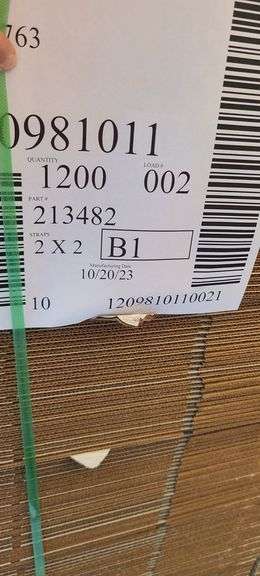 763
0981011
QUANTITY LOAD #
1200 002
PART #
213482
STRAPS
2 X 2 B1
Manufacturing Date
10/20/23
10 1209810110021